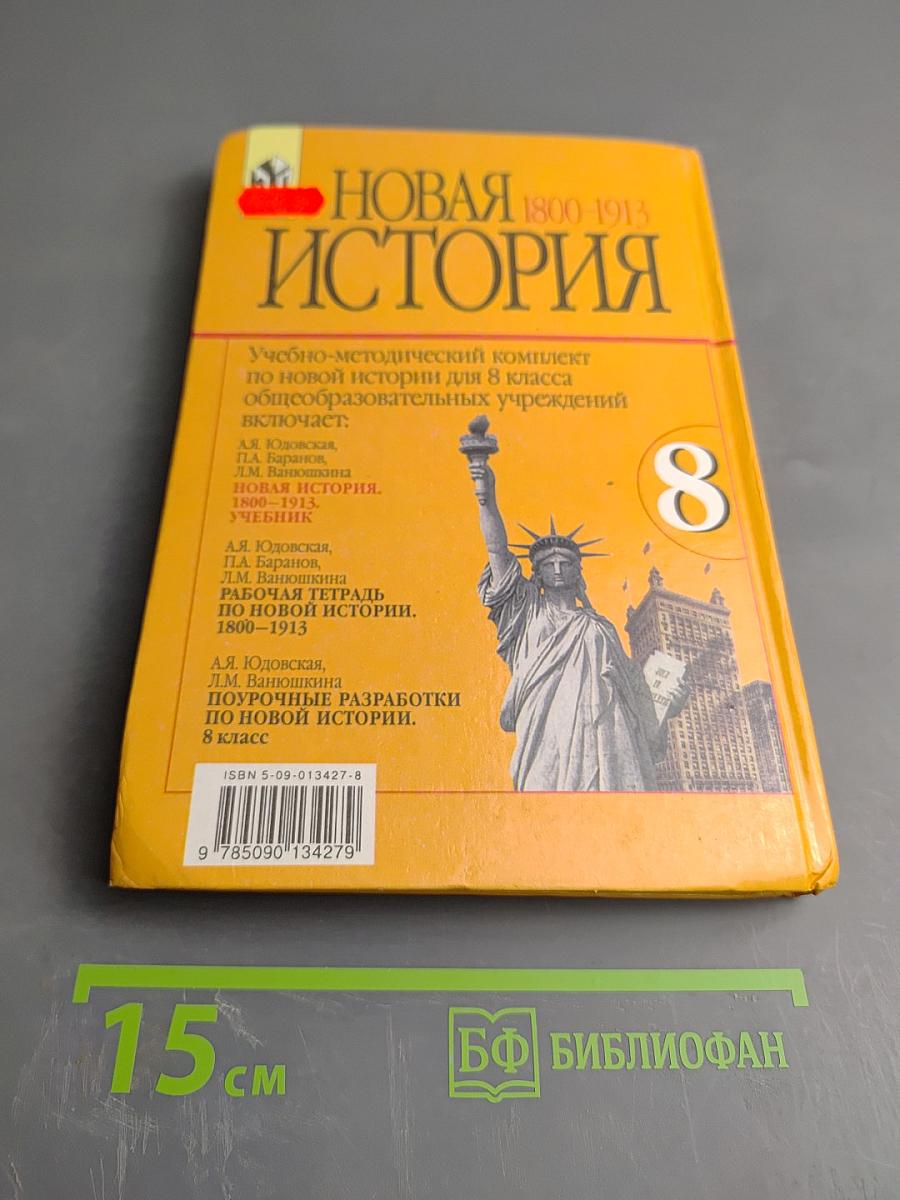 НОВАЯ 1800–1913
ИСТОРИЯ
Учебно-методический комплект
по новой истории для 8 класса
общеобразовательных учреждений
включает:
А.Я. Юдовская,
П.А. Баранов,
Л.М. Ванюшкина
НОВАЯ ИСТОРИЯ.
1800–1913.
УЧЕБНИК
8
А.Я. Юдовская,
П.А. Баранов,
Л.М. Ванюшкина
РАБОЧАЯ ТЕТРАДЬ
ПО НОВОЙ ИСТОРИИ.
1800–1913
А.Я. Юдовская,
Л.М. Ванюшкина
ПОУРОЧНЫЕ РАЗРАБОТКИ
ПО НОВОЙ ИСТОРИИ.
8 класс
ISBN 5-09-013427-8
9 785090 134279
15 см
БФ БИБЛИОФАН